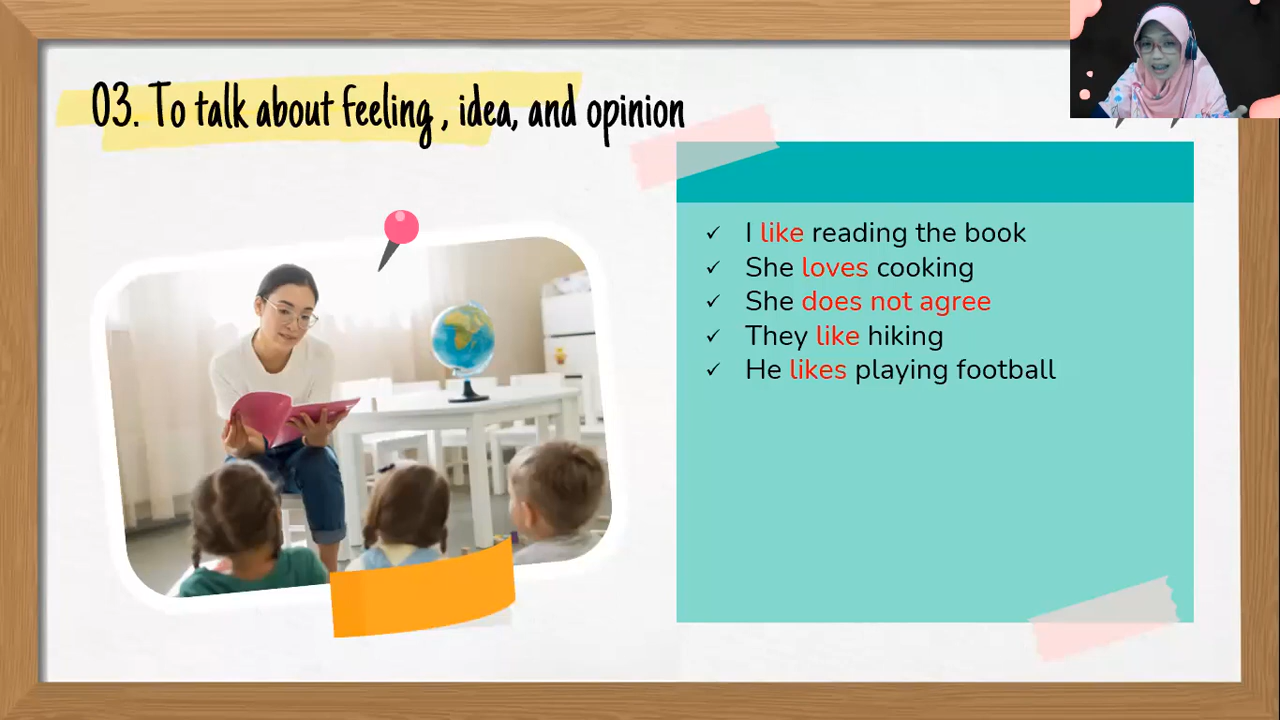 03. To talk about feeling , idea, and opinion
✓ I like reading the book
✓ She loves cooking
✓ She does not agree
✓ They like hiking
✓ He likes playing football